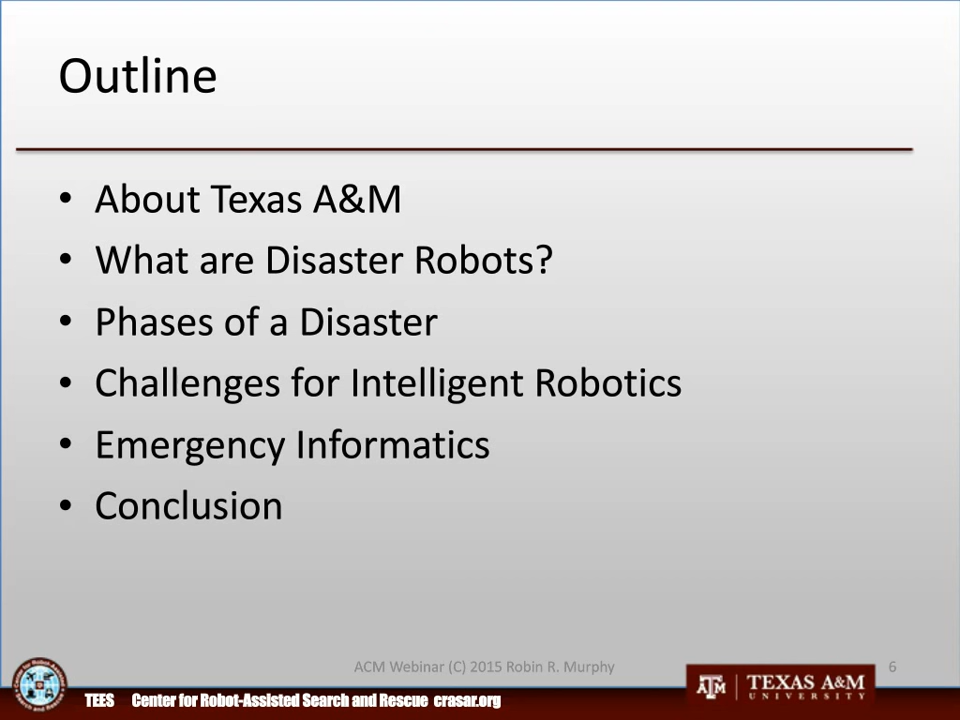 Outline
• About Texas A&M
• What are Disaster Robots?
• Phases of a Disaster
• Challenges for Intelligent Robotics
• Emergency Informatics
• Conclusion
ACM Webinar (C) 2015 Robin R. Murphy
6
TEES Center for Robot-Assisted Search and Rescue crasar.org
ATM
TEXAS A&M
UNIVERSITY